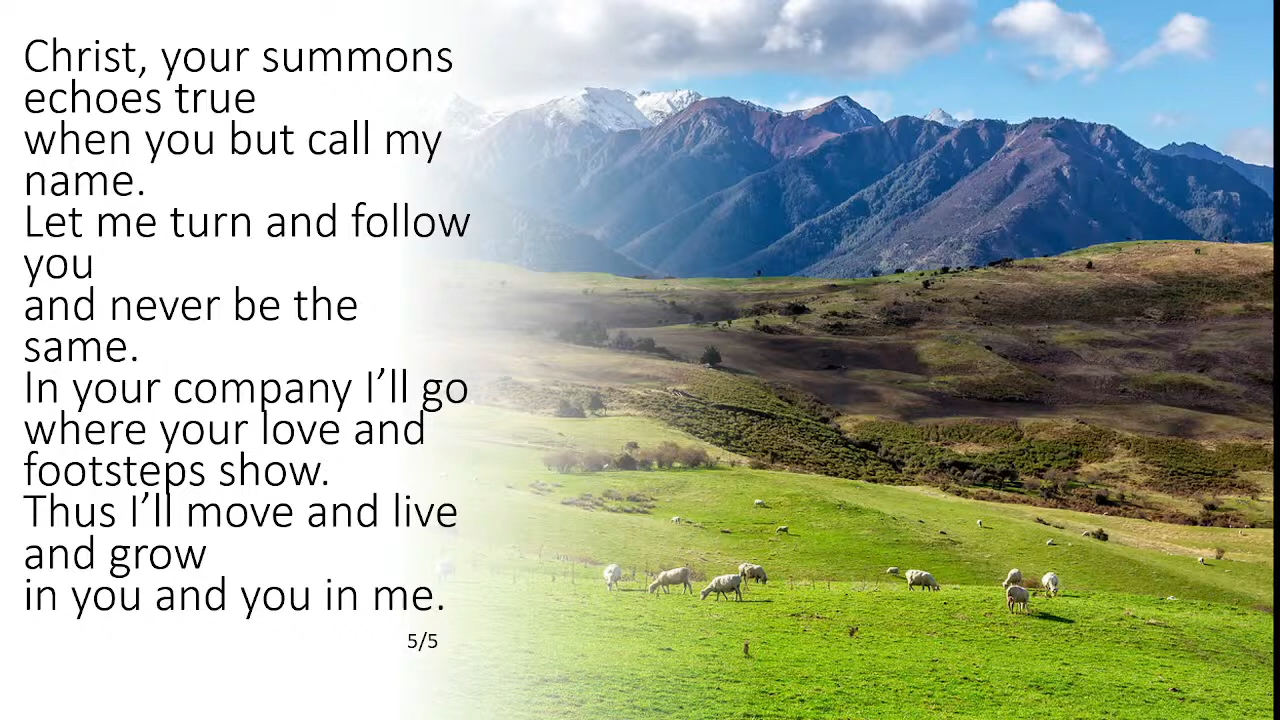 Christ, your summons
echoes true
when you but call my
name.
Let me turn and follow
you
and never be the
same.
In your company I’ll go
where your love and
footsteps show.
Thus I’ll move and live
and grow
in you and you in me.
5/5